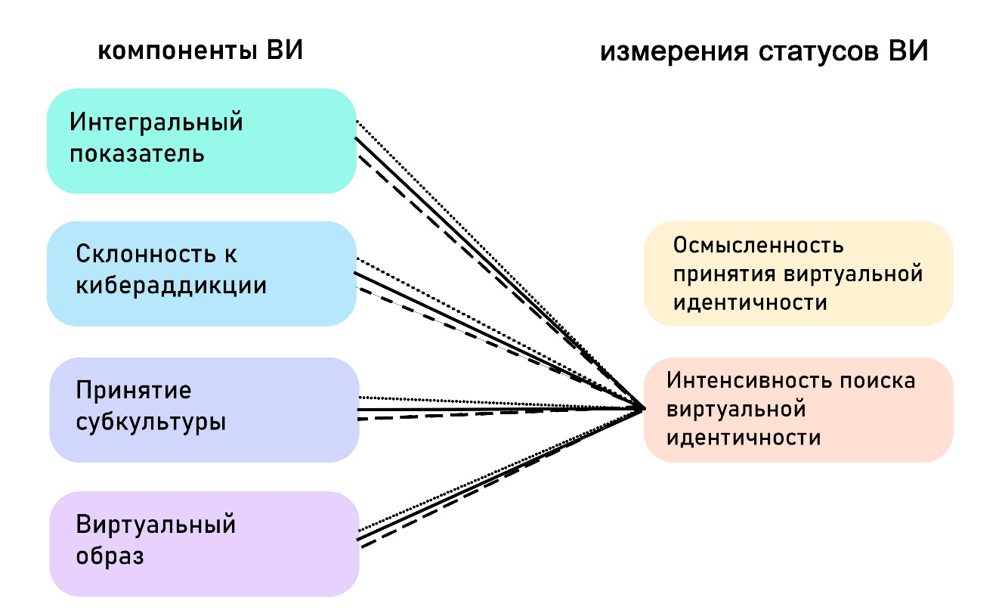 компоненты ВИ
измерения статусов ВИ
Интегральный
показатель
Склонность к
кибераддикции
Принятие
субкультуры
Виртуальный
образ
Осмысленность
принятия виртуальной
идентичности
Интенсивность поиска
виртуальной
идентичности